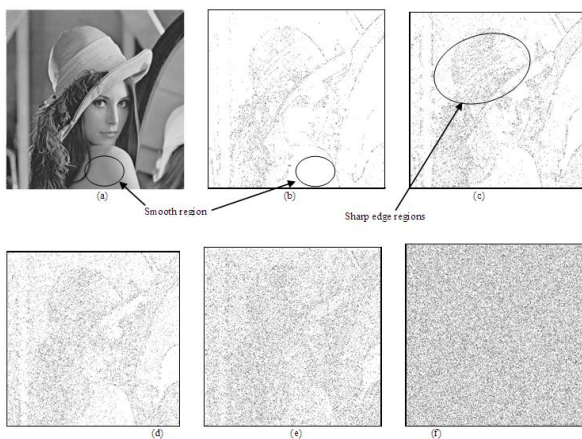 (a)
(b)
(c)
Smooth region
Sharp edge regions
(d)
(e)
(f)